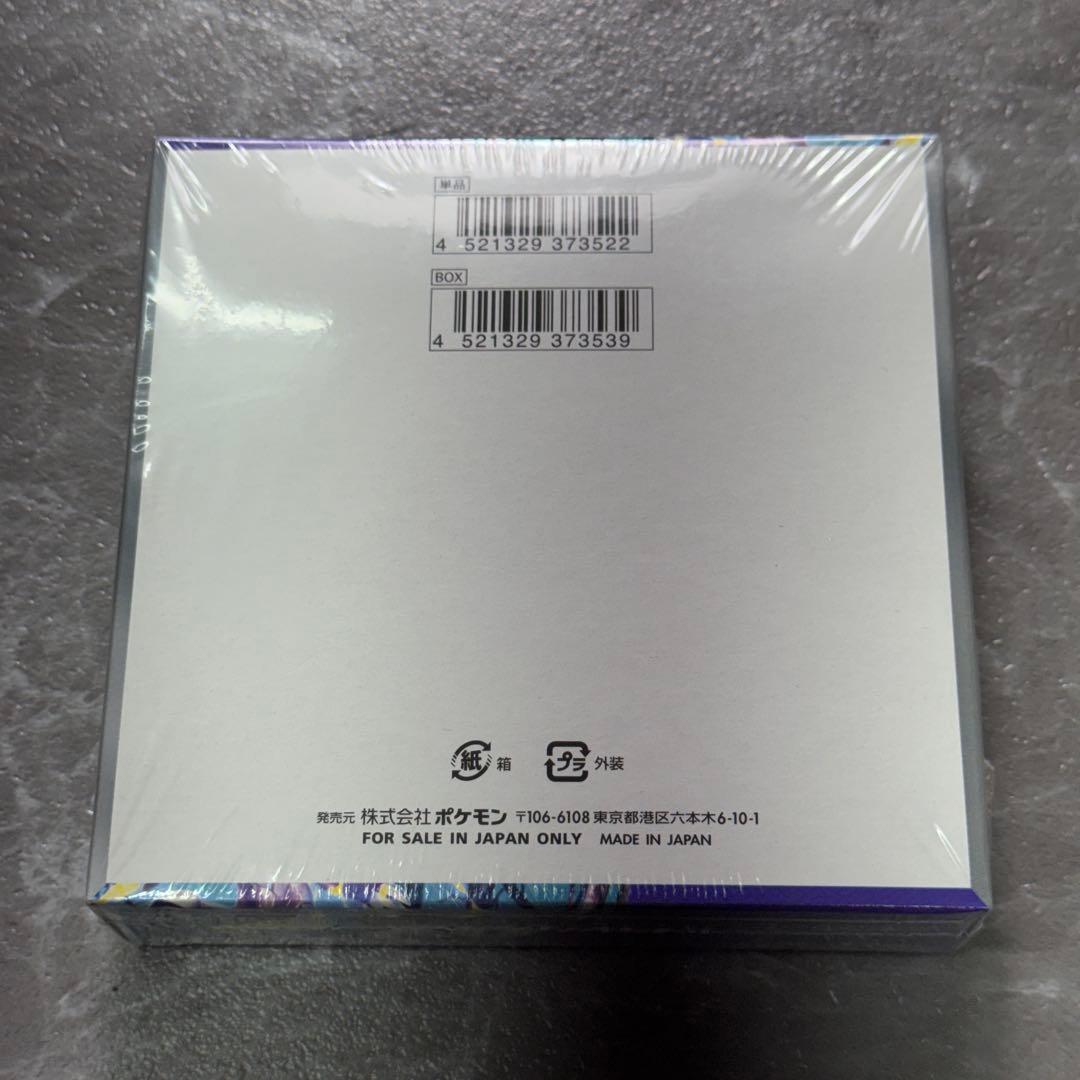 単品
4 521329 373522
BOX
4 521329 373539
紙 箱 プラ 外装
発売元 株式会社ポケモン 〒106-6108 東京都港区六本木6-10-1
FOR SALE IN JAPAN ONLY MADE IN JAPAN